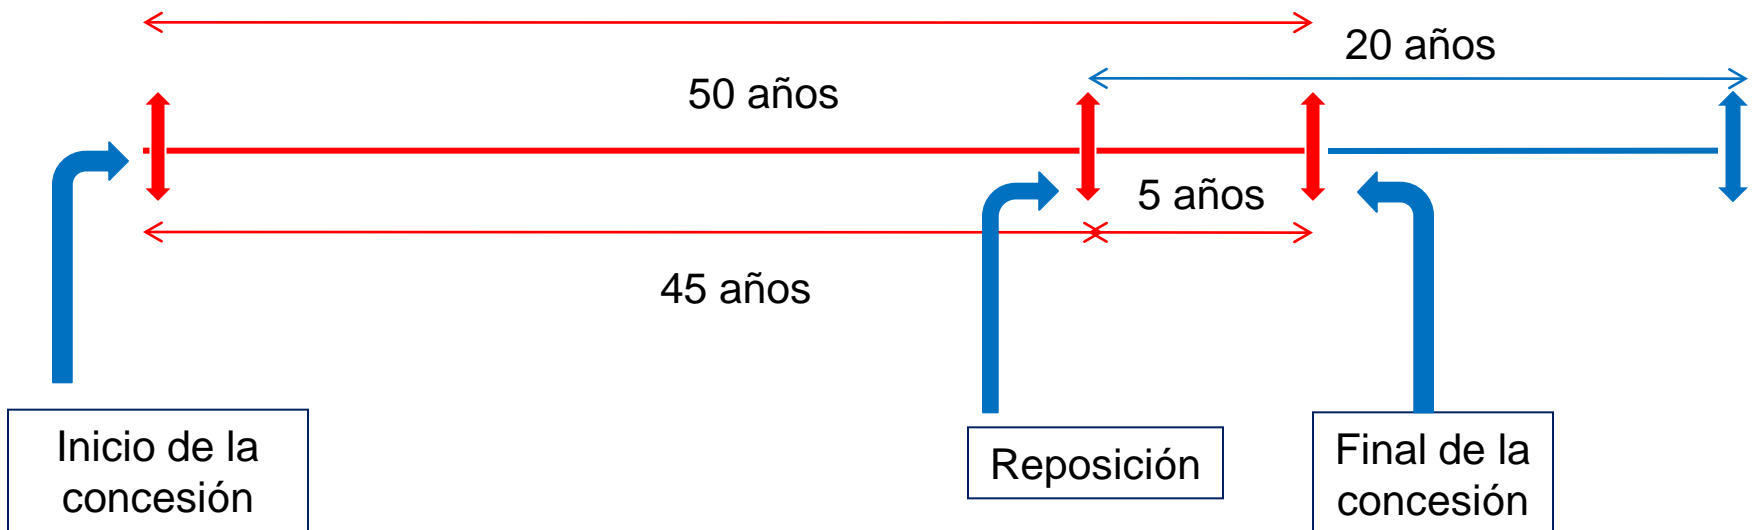 20 años
50 años
5 años
45 años
Inicio de la
concesión
Reposición
Final de la
concesión